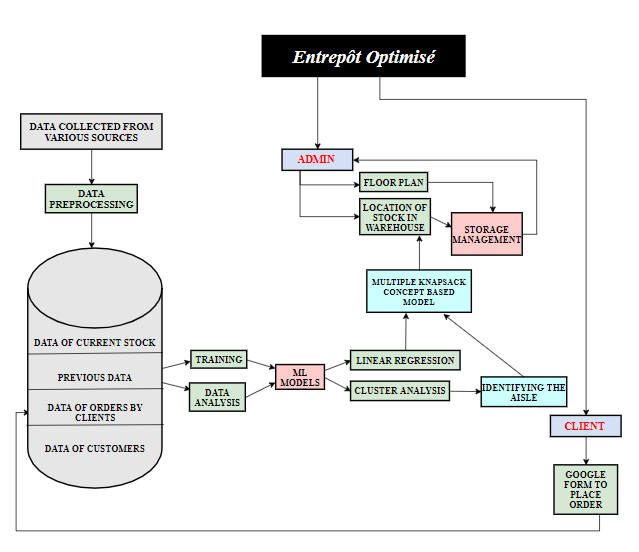 Entrepôt Optimisé
DATA COLLECTED FROM
VARIOUS SOURCES
DATA
PREPROCESSING
DATA OF CURRENT STOCK
PREVIOUS DATA
DATA OF ORDERS BY
CLIENTS
DATA OF CUSTOMERS
TRAINING
DATA
ANALYSIS
ML
MODELS
LINEAR REGRESSION
CLUSTER ANALYSIS
IDENTIFYING THE
AISLE
MULTIPLE KNAPSACK
CONCEPT BASED
MODEL
ADMIN
FLOOR PLAN
LOCATION OF
STOCK IN
WAREHOUSE
STORAGE
MANAGEMENT
CLIENT
GOOGLE
FORM TO
PLACE
ORDER